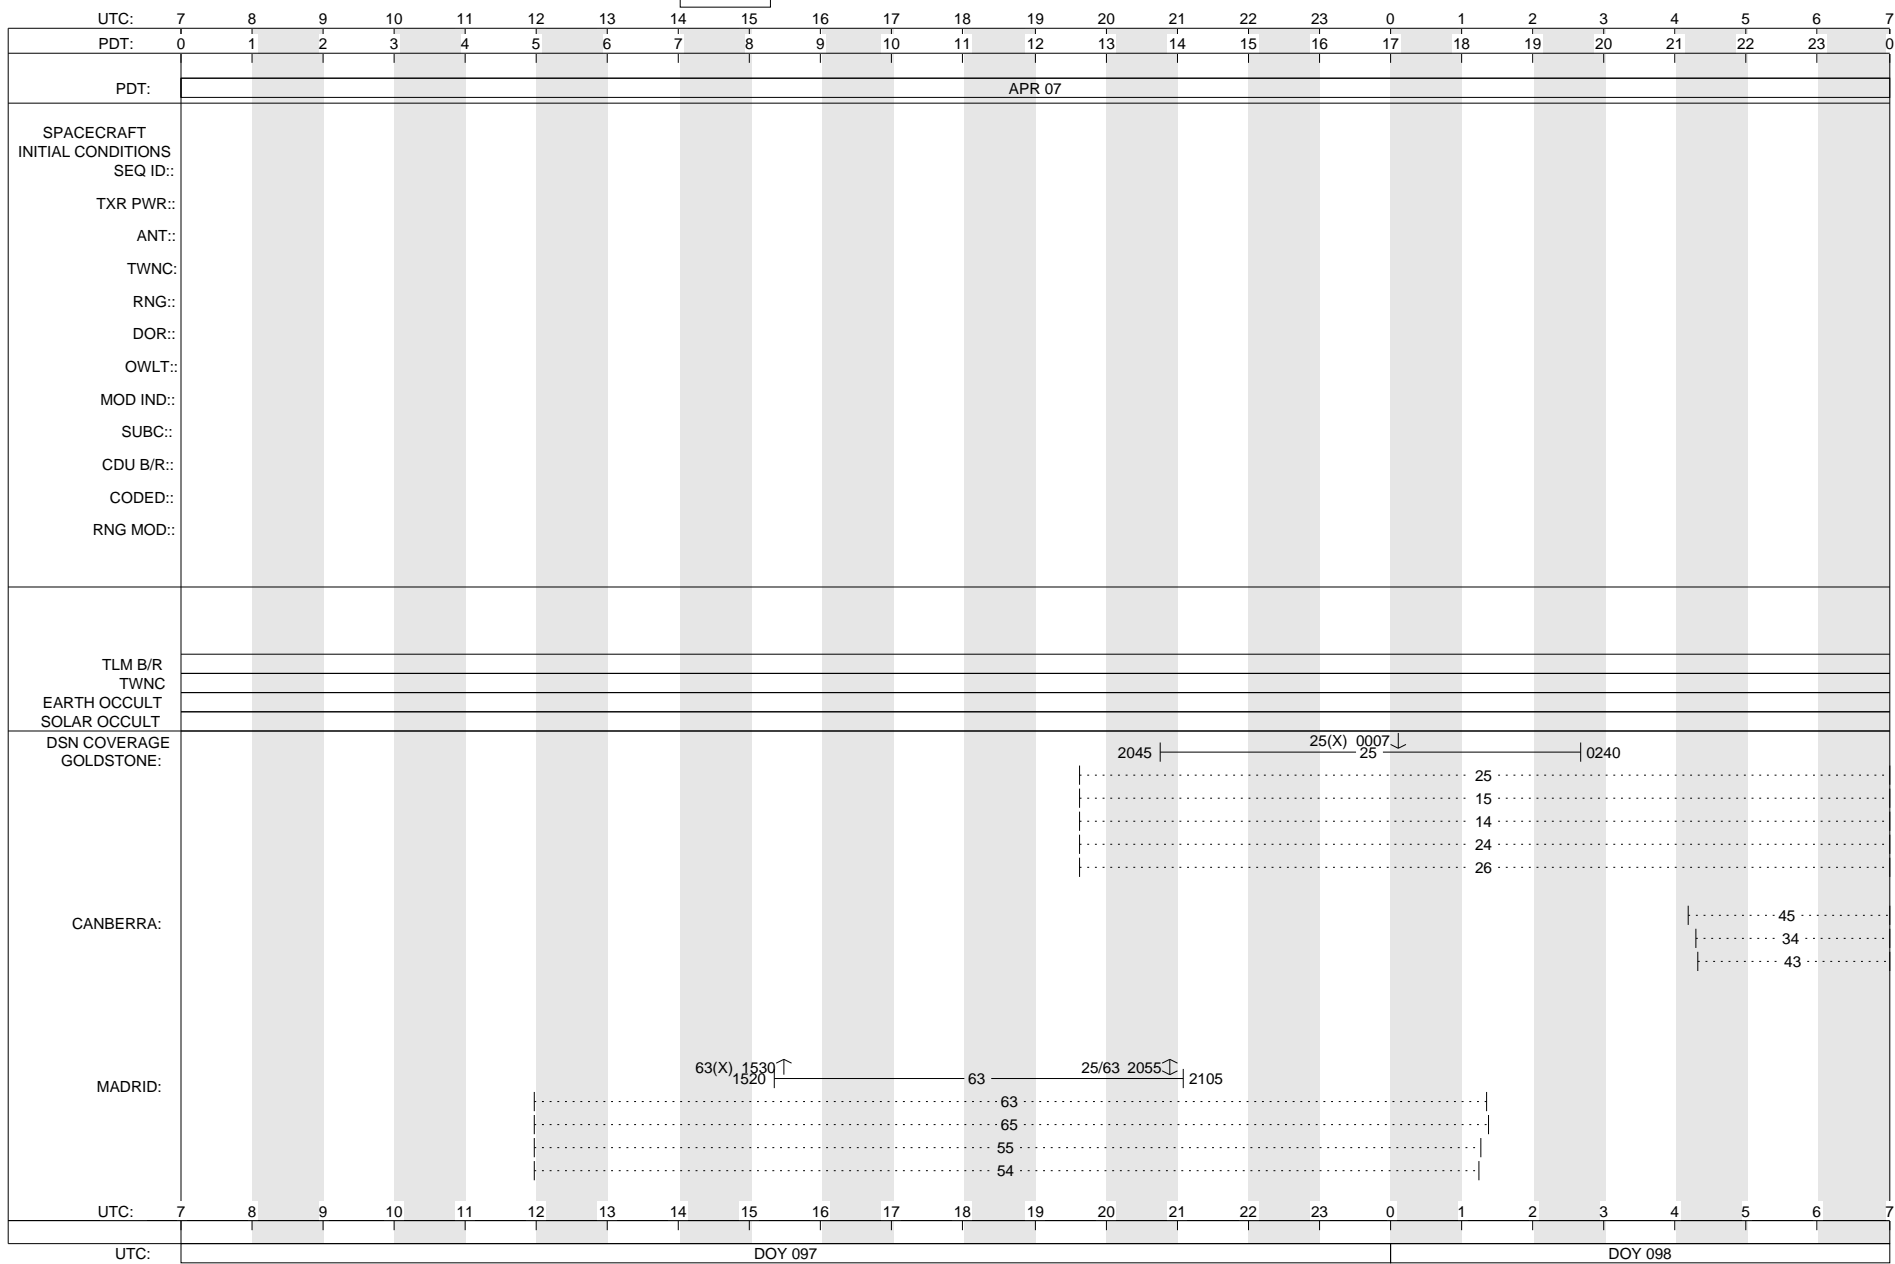 UTC: 7 8 9 10 11 12 13 14 15 16 17 18 19 20 21 22 23 0 1 2 3 4 5 6 7
PDT: 0 1 2 3 4 5 6 7 8 9 10 11 12 13 14 15 16 17 18 19 20 21 22 23 0
PDT: APR 07
SPACECRAFT
INITIAL CONDITIONS
SEQ ID::
TXR PWR::
ANT::
TWNC:
RNG::
DOR::
OWLT::
MOD IND::
SUBC::
CDU B/R::
CODED::
RNG MOD::
TLM B/R
TWNC
EARTH OCCULT
SOLAR OCCULT
DSN COVERAGE 25(X) 0007
GOLDSTONE: 2045 25 0240
25
15
14
24
26
45
CANBERRA:
34
43
63(X) 1530 25/63 2055
1520 63 2105
MADRID:
63
65
55
54
UTC: 7 8 9 10 11 12 13 14 15 16 17 18 19 20 21 22 23 0 1 2 3 4 5 6 7
UTC: DOY 097 DOY 098